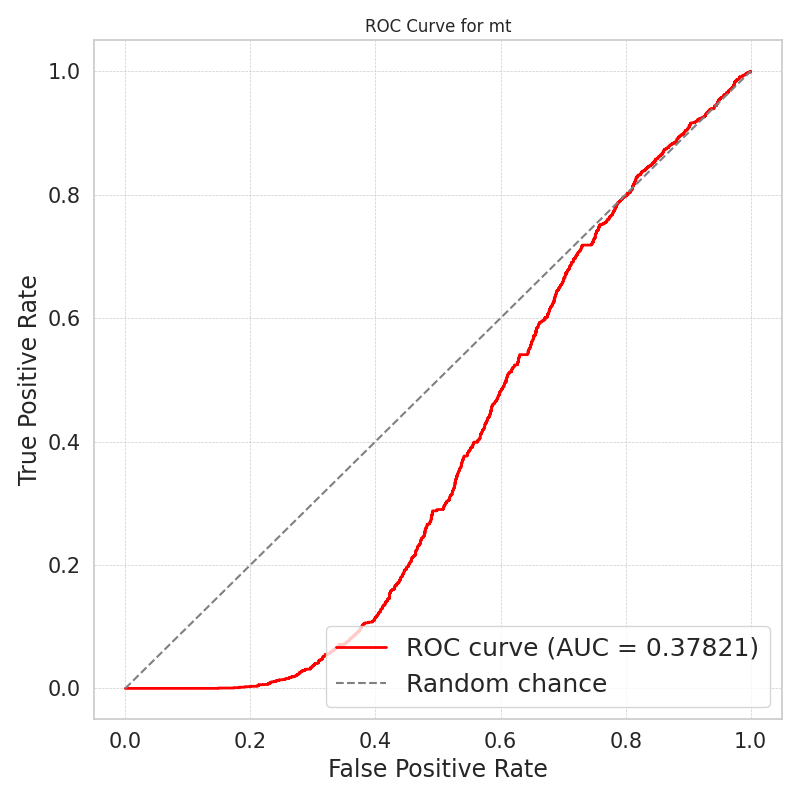 ROC Curve for mt
1.0
0.8
0.6
0.4
0.2
0.0
True Positive Rate
ROC curve (AUC = 0.37821)
Random chance
0.0 0.2 0.4 0.6 0.8 1.0
False Positive Rate